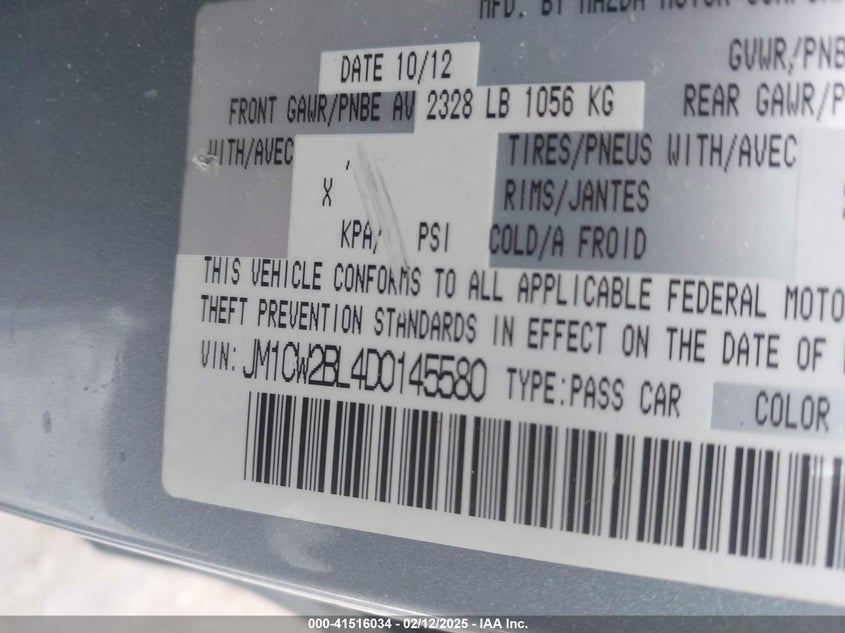 MFD. BY MAZDA MOTOR
DATE 10/12
GVWR/PNB
FRONT GAWR/PNBE AV 2328 LB 1056 KG
REAR GAWR/P
WITH/AVEC
TIRES/PNEUS WITH/AVEC
X
RIMS/JANTES
KPA/ PSI COLD/A FROID
THIS VEHICLE CONFORMS TO ALL APPLICABLE FEDERAL MOTO
THEFT PREVENTION STANDARDS IN EFFECT ON THE DATE OF
VIN: JM1CW2BL4D0145580 TYPE:PASS CAR COLOR
000-41516034 - 02/12/2025 - IAA Inc.